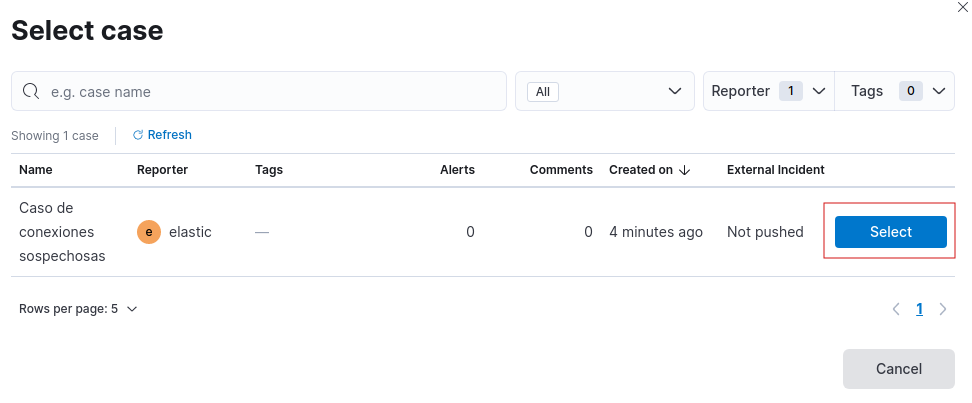 Select case
e.g. case name
All
Reporter 1
Tags 0
Showing 1 case
Refresh
Name Reporter Tags Alerts Comments Created on External Incident
Caso de
conexiones
sospechosas
e elastic — 0 0 4 minutes ago Not pushed Select
Rows per page: 5
1
Cancel